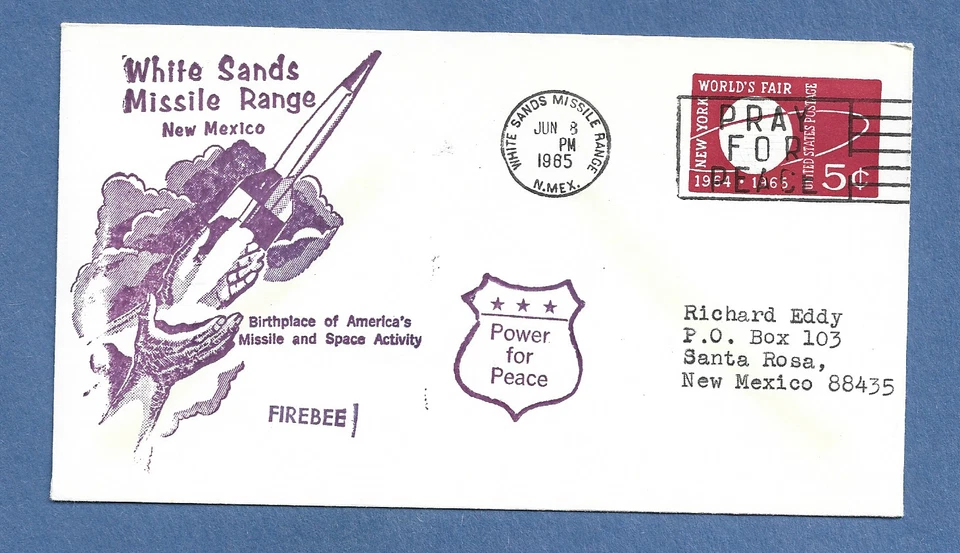 White Sands
Missile Range
New Mexico
WHITE SANDS MISSILE RANGE
JUN 8
PM
1965
N.MEX.
WORLD'S FAIR
NEW YORK
UNITED STATES POSTAGE
1964 1965
5¢
PRAY
FOR
PEACE
Birthplace of America's
Missile and Space Activity
FIREBEE
Power
for
Peace
Richard Eddy
P.O. Box 103
Santa Rosa,
New Mexico 88435